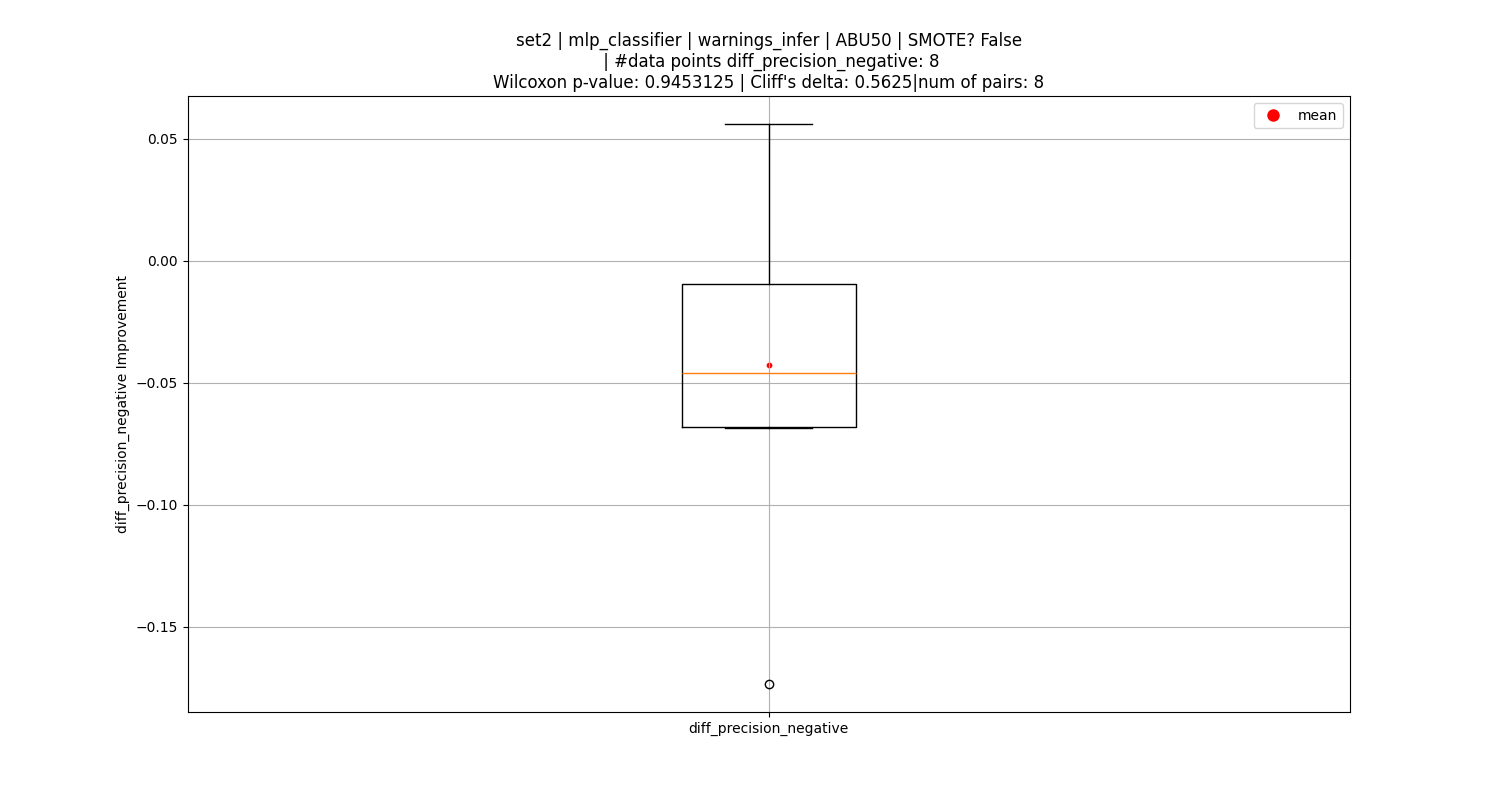 set2 | mlp_classifier | warnings_infer | ABU50 | SMOTE? False
| #data points diff_precision_negative: 8
Wilcoxon p-value: 0.9453125 | Cliff's delta: 0.5625|num of pairs: 8
mean
0.05
0.00
−0.05
−0.10
−0.15
diff_precision_negative Improvement
diff_precision_negative